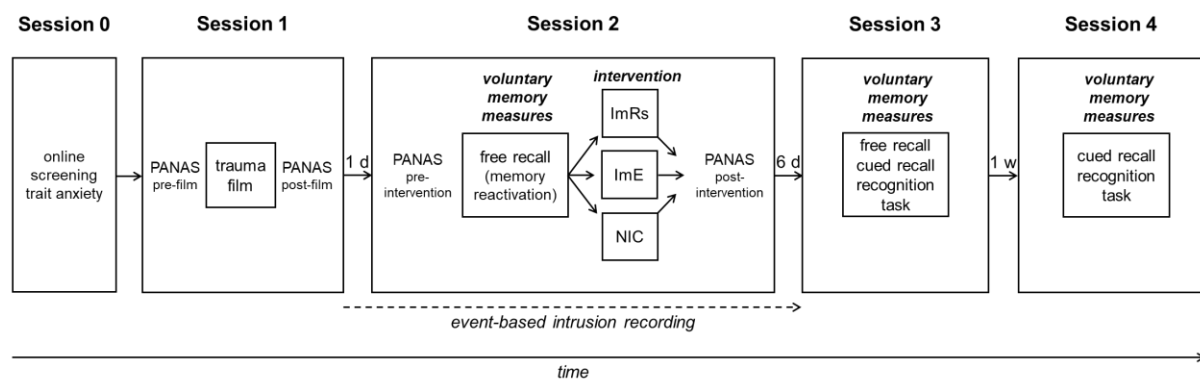 Session 0
Session 1
Session 2
Session 3
Session 4
online
screening
trait anxiety
PANAS
pre-film
trauma
film
PANAS
post-film
1 d
PANAS
pre-
intervention
voluntary
memory
measures
free recall
(memory
reactivation)
intervention
ImRs
ImE
NIC
PANAS
post-
intervention
6 d
voluntary
memory
measures
free recall
cued recall
recognition
task
1 w
voluntary
memory
measures
cued recall
recognition
task
event-based intrusion recording
time